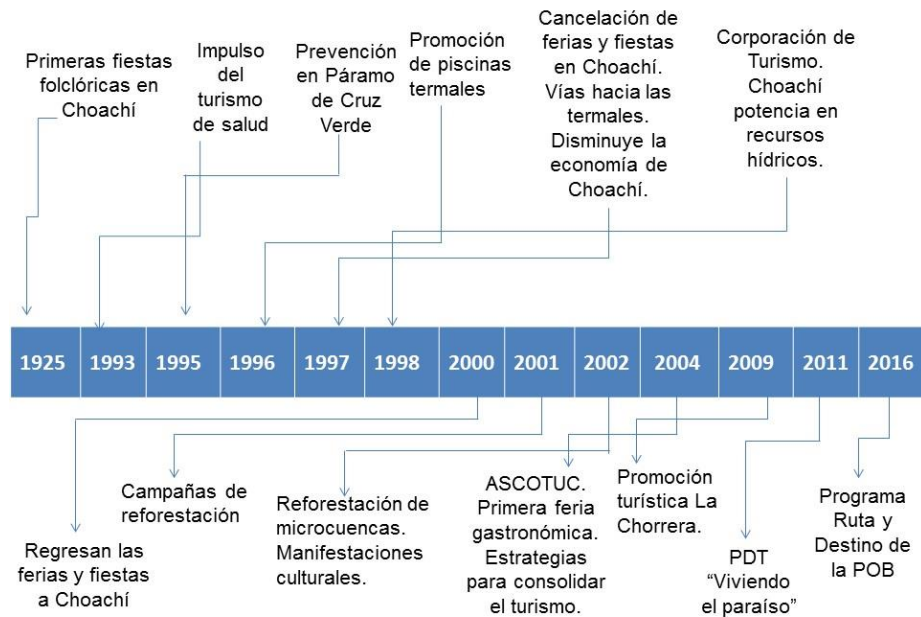 Primeras fiestas
folclóricas en
Choachí
Impulso
del
turismo
de salud
Prevención
en Páramo
de Cruz
Verde
Promoción
de piscinas
termales
Cancelación de
ferias y fiestas
en Choachí.
Vías hacia las
termales.
Disminuye la
economía de
Choachí.
Corporación de
Turismo.
Choachí
potencia en
recursos
hídricos.
1925 1993 1995 1996 1997 1998 2000 2001 2002 2004 2009 2011 2016
Regresan las
ferias y fiestas
a Choachí
Campañas de
reforestación
Reforestación de
microcuencas.
Manifestaciones
culturales.
ASCOTUC.
Primera feria
gastronómica.
Estrategias
para consolidar
el turismo.
Promoción
turística La
Chorrera.
PDT
“Viviendo
el paraíso”
Programa
Ruta y
Destino de
la POB